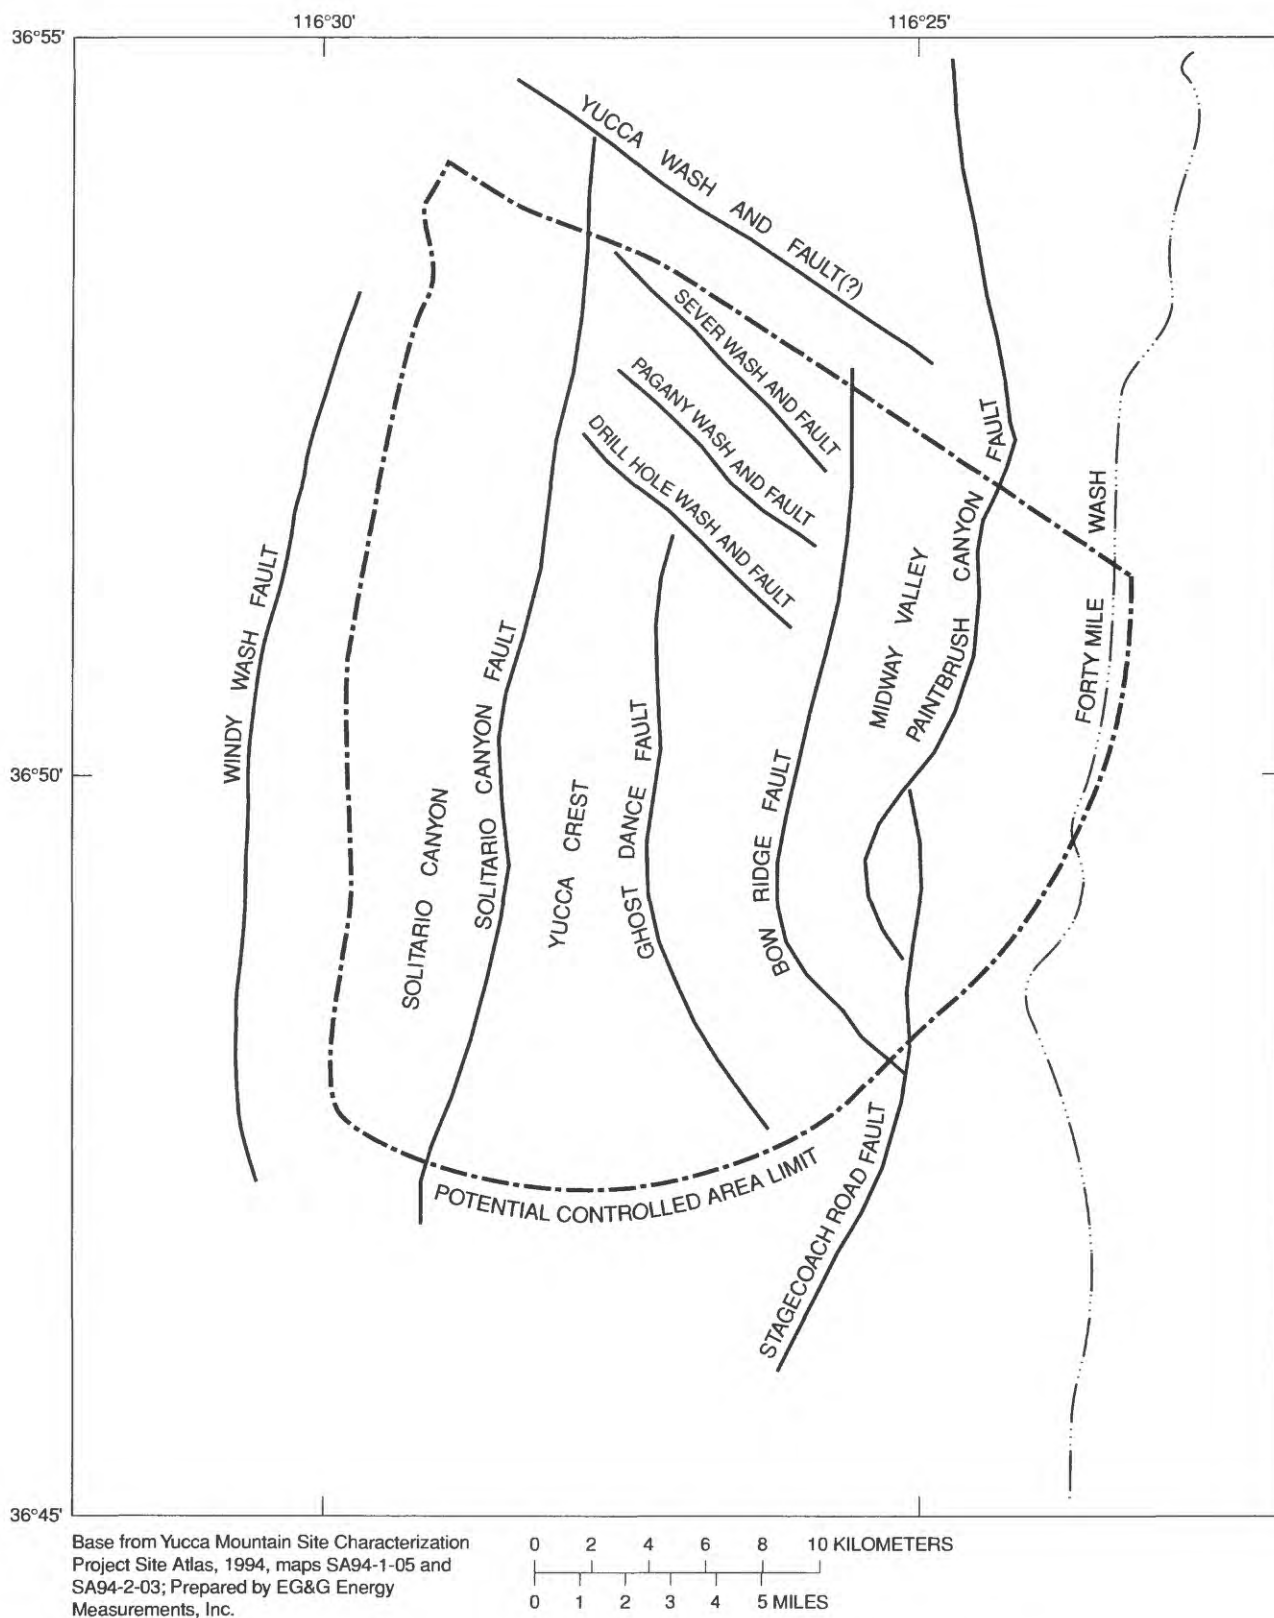 116°30'
116°25'
36°55'
YUCCA WASH AND FAULT(?)
SEVER WASH AND FAULT
PAGANY WASH AND FAULT
DRILL HOLE WASH AND FAULT
PAINTBRUSH CANYON FAULT
FORTY MILE WASH
MIDWAY VALLEY
WINDY WASH FAULT
SOLITARIO CANYON FAULT
GHOST DANCE FAULT
BOW RIDGE FAULT
36°50'
SOLITARIO CANYON
YUCCA CREST
POTENTIAL CONTROLLED AREA LIMIT
STAGECOACH ROAD FAULT
36°45'
Base from Yucca Mountain Site Characterization
Project Site Atlas, 1994, maps SA94-1-05 and
SA94-2-03; Prepared by EG&G Energy
Measurements, Inc.
0 2 4 6 8 10 KILOMETERS
0 1 2 3 4 5 MILES